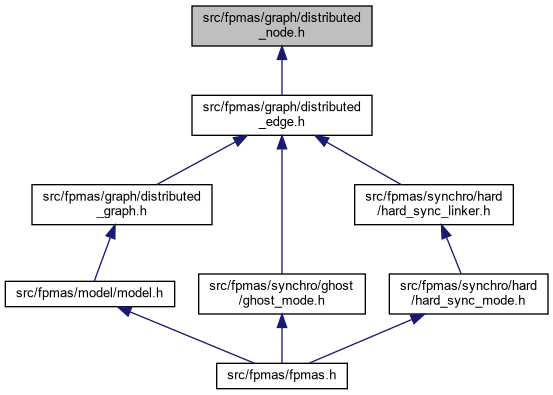 src/fpmas/graph/distributed
_node.h
src/fpmas/graph/distributed
_edge.h
src/fpmas/graph/distributed
_graph.h
src/fpmas/synchro/hard
/hard_sync_linker.h
src/fpmas/model/model.h
src/fpmas/synchro/ghost
/ghost_mode.h
src/fpmas/synchro/hard
/hard_sync_mode.h
src/fpmas/fpmas.h